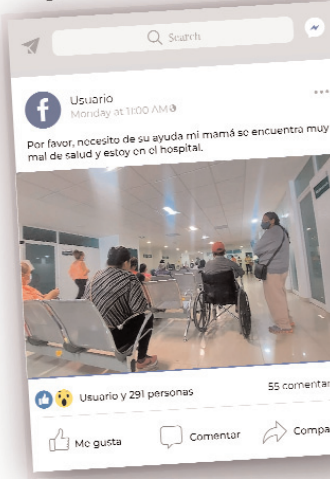 Search
Usuario
Monday at 11:00 AM
Por favor, necesito de su ayuda mi mamá se encuentra muy
mal de salud y estoy en el hospital.
Usuario y 291 personas
55 comentar
Me gusta
Comentar
Compa